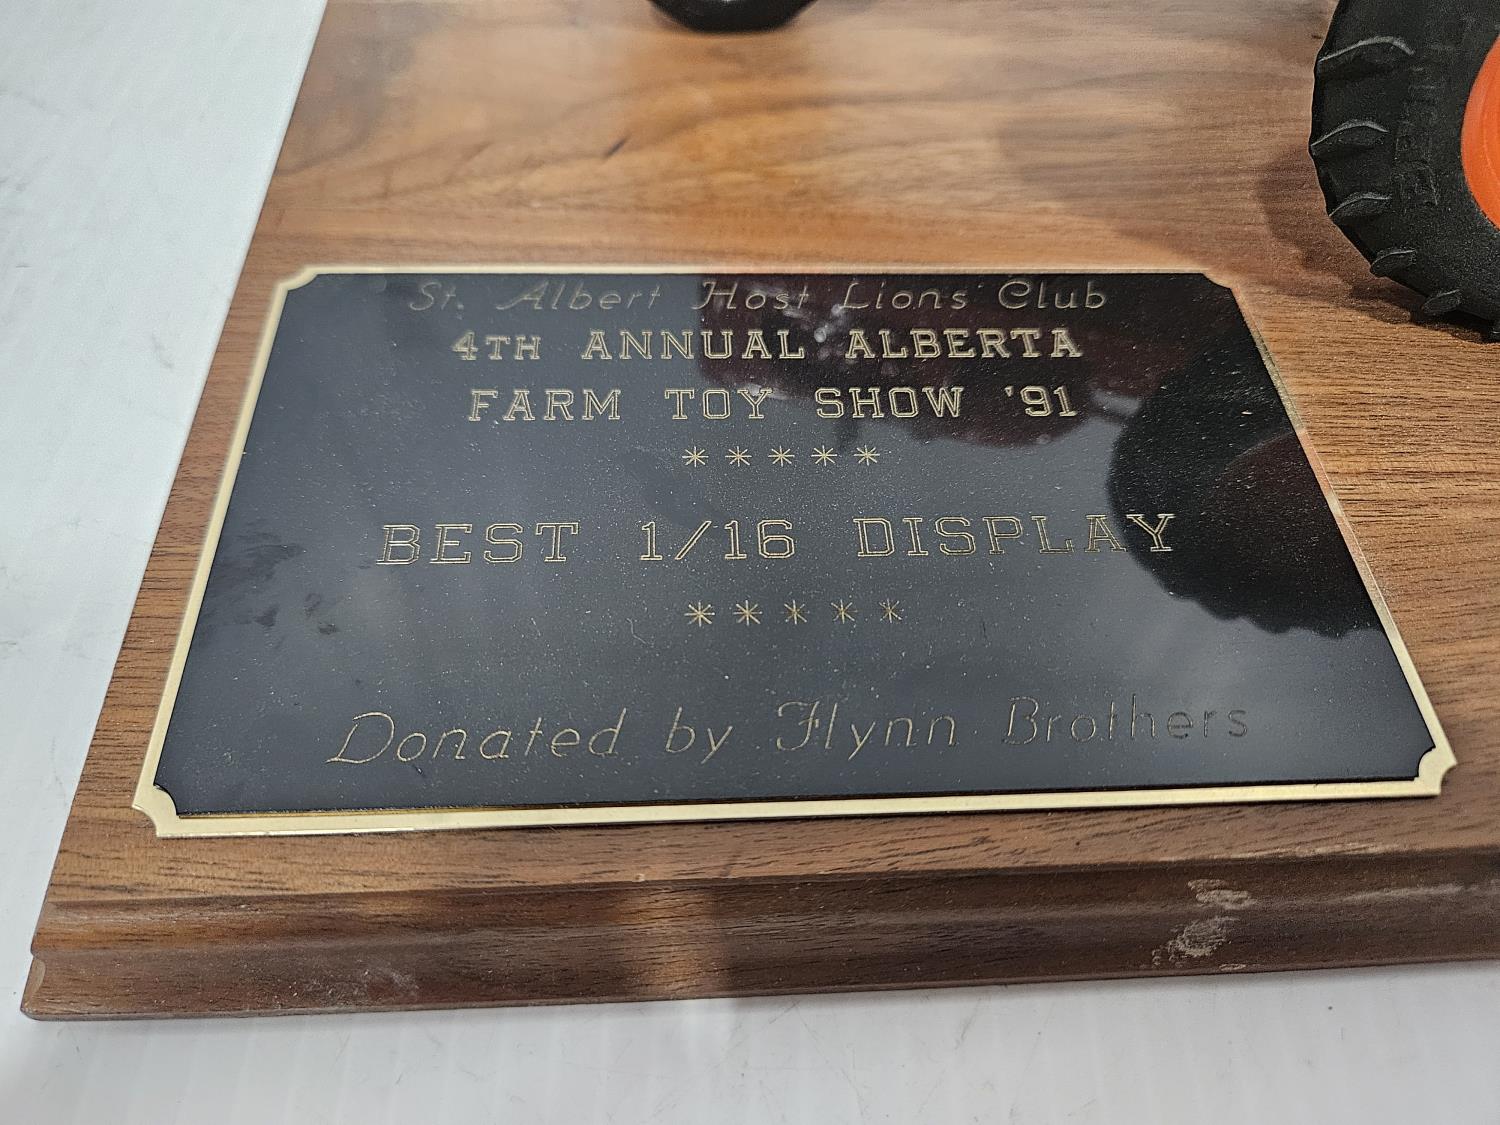 St. Albert Host Lions Club
4TH ANNUAL ALBERTA
FARM TOY SHOW '91
*****
BEST 1/16 DISPLAY
*****
Donated by Flynn Brothers